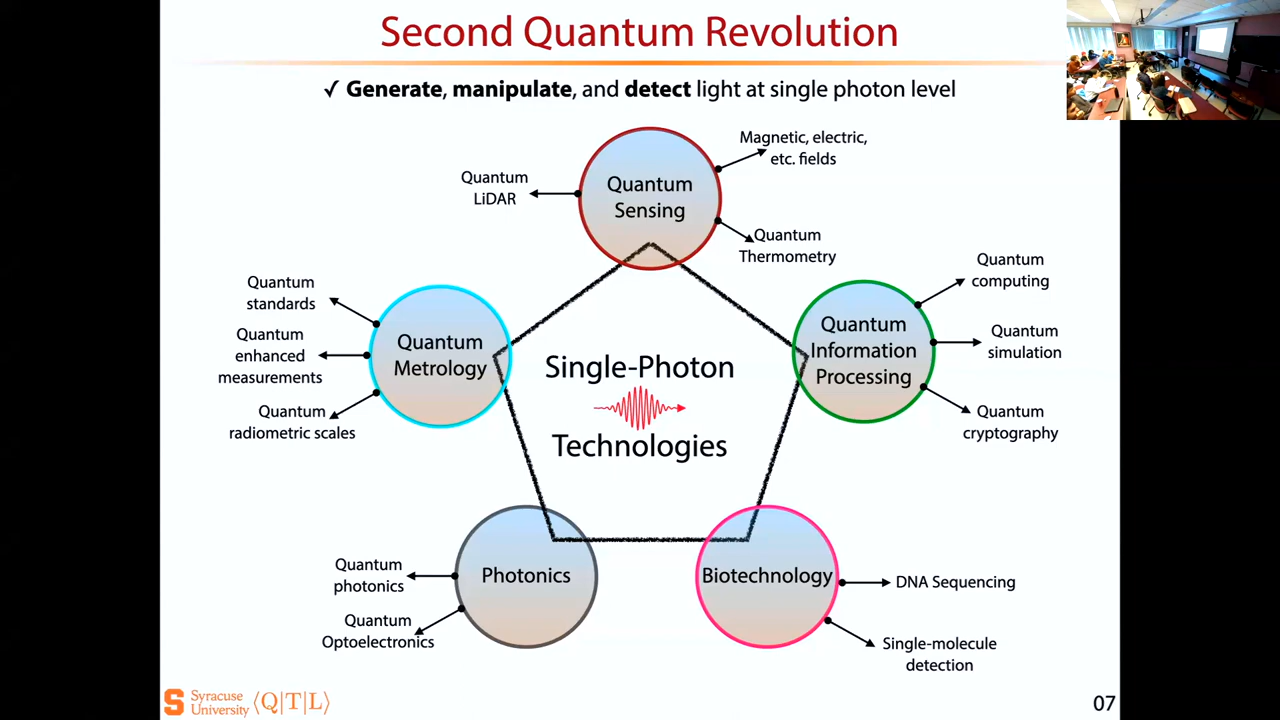 Second Quantum Revolution
✓ Generate, manipulate, and detect light at single photon level
Quantum
Sensing
Quantum
LiDAR
Magnetic, electric,
etc. fields
Quantum
Thermometry
Quantum
Information
Processing
Quantum
computing
Quantum
simulation
Quantum
cryptography
Quantum
Metrology
Quantum
standards
Quantum
enhanced
measurements
Quantum
radiometric scales
Single-Photon
Technologies
Photonics
Quantum
photonics
Quantum
Optoelectronics
Biotechnology
DNA Sequencing
Single-molecule
detection
S Syracuse
University
⟨Q|T|L⟩
07